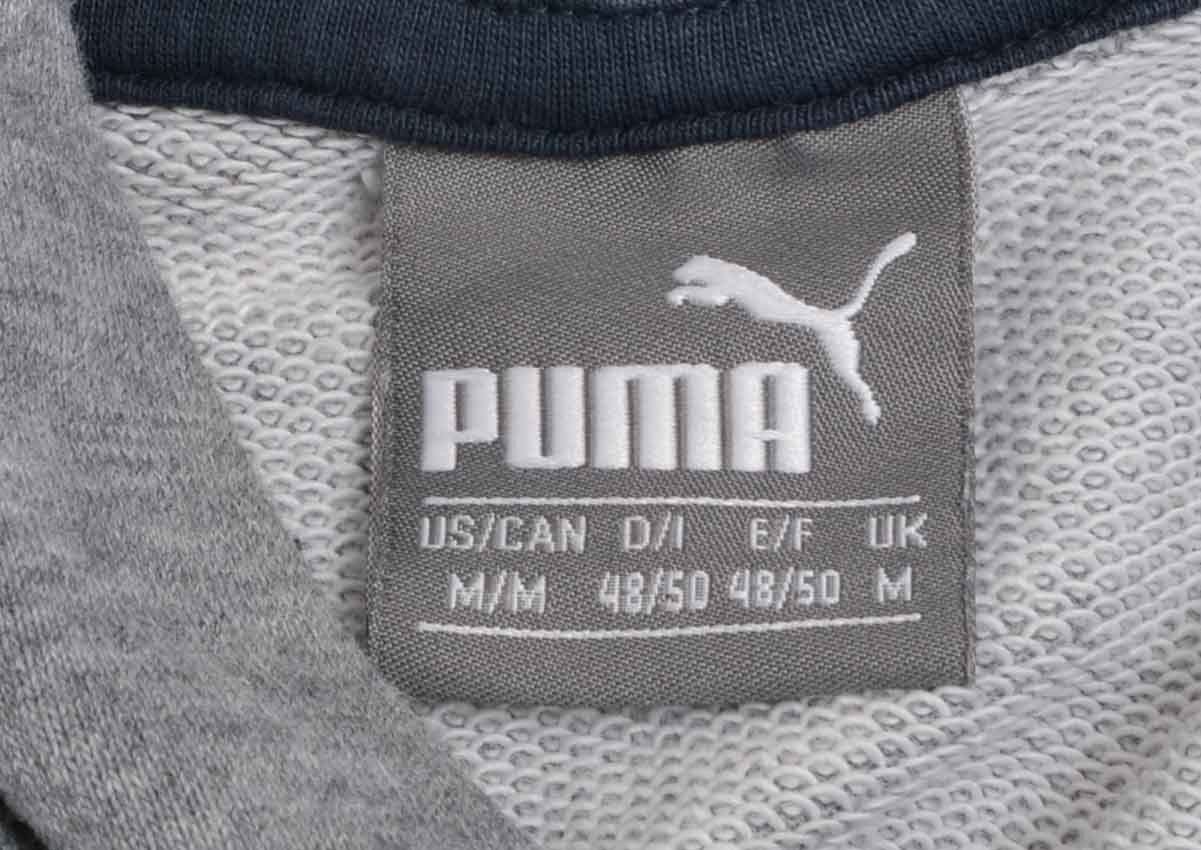 PUMA
US/CAN D/I E/F UK
M/M 48/50 48/50 M